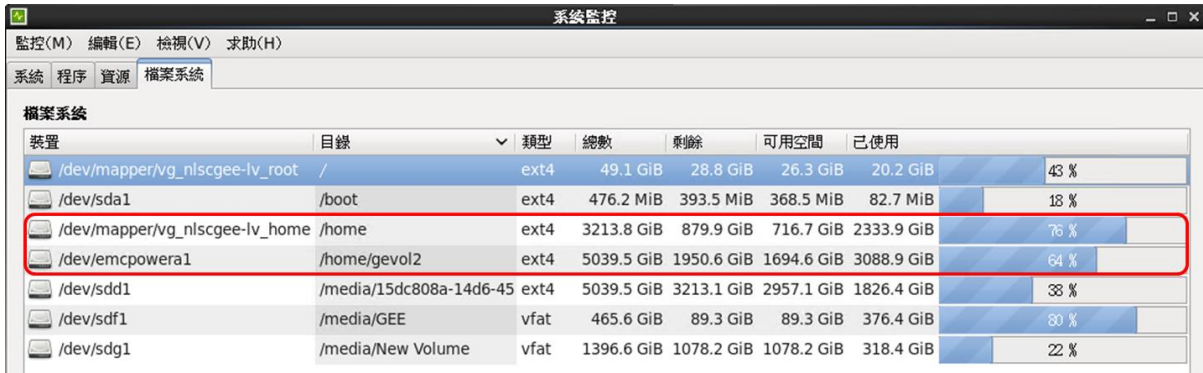 系統監控
監控(M) 編輯(E) 檢視(V) 求助(H)
系統 程序 資源 檔案系統
檔案系統
裝置 目錄 類型 總數 剩餘 可用空間 已使用
/dev/mapper/vg_nlscgee-lv_root / ext4 49.1 GiB 28.8 GiB 26.3 GiB 20.2 GiB 43 %
/dev/sda1 /boot ext4 476.2 MiB 393.5 MiB 368.5 MiB 82.7 MiB 18 %
/dev/mapper/vg_nlscgee-lv_home /home ext4 3213.8 GiB 879.9 GiB 716.7 GiB 2333.9 GiB 76 %
/dev/emcpowera1 /home/gevol2 ext4 5039.5 GiB 1950.6 GiB 1694.6 GiB 3088.9 GiB 64 %
/dev/sdd1 /media/15dc808a-14d6-45 ext4 5039.5 GiB 3213.1 GiB 2957.1 GiB 1826.4 GiB 38 %
/dev/sdf1 /media/GEE vfat 465.6 GiB 89.3 GiB 89.3 GiB 376.4 GiB 80 %
/dev/sdg1 /media/New Volume vfat 1396.6 GiB 1078.2 GiB 1078.2 GiB 318.4 GiB 22 %